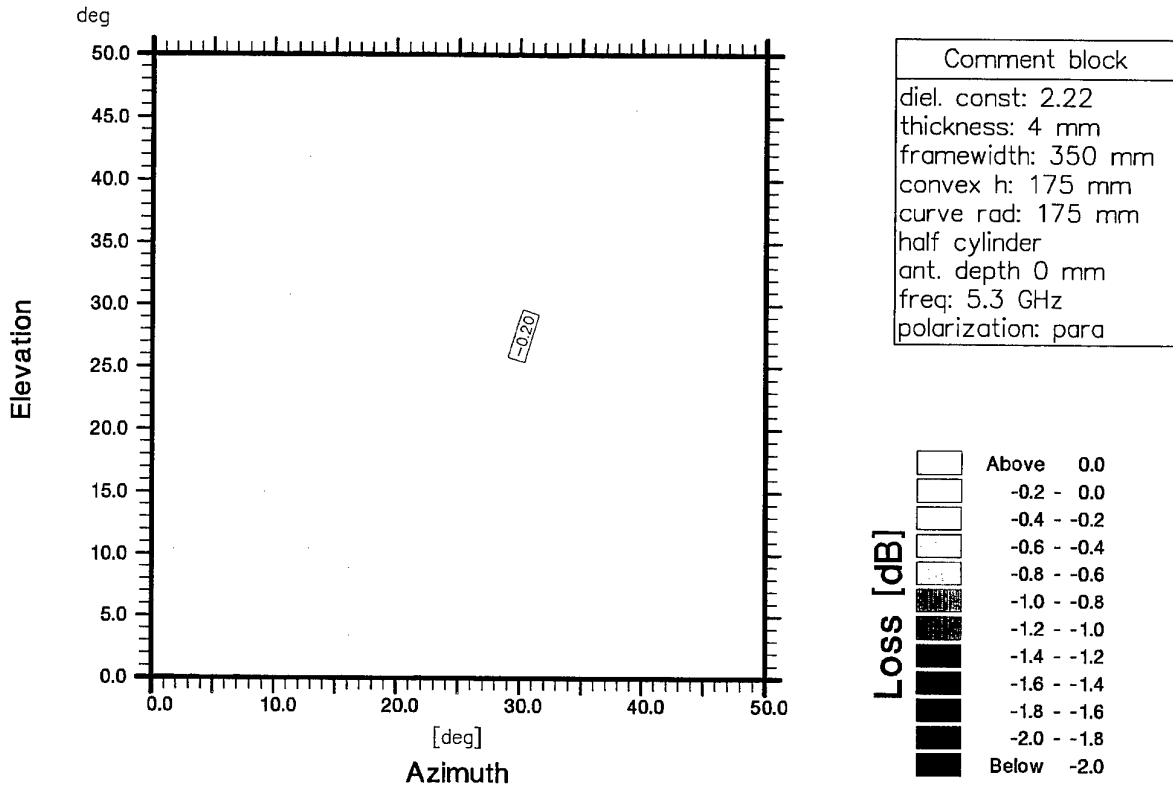 deg
50.0
45.0
40.0
35.0
30.0
25.0
20.0
15.0
10.0
5.0
0.0
Elevation
-0.20
0.0 10.0 20.0 30.0 40.0 50.0
[deg]
Azimuth
Comment block
diel. const: 2.22
thickness: 4 mm
framewidth: 350 mm
convex h: 175 mm
curve rad: 175 mm
half cylinder
ant. depth 0 mm
freq: 5.3 GHz
polarization: para
Loss [dB]
Above 0.0
-0.2 - 0.0
-0.4 - -0.2
-0.6 - -0.4
-0.8 - -0.6
-1.0 - -0.8
-1.2 - -1.0
-1.4 - -1.2
-1.6 - -1.4
-1.8 - -1.6
-2.0 - -1.8
Below -2.0